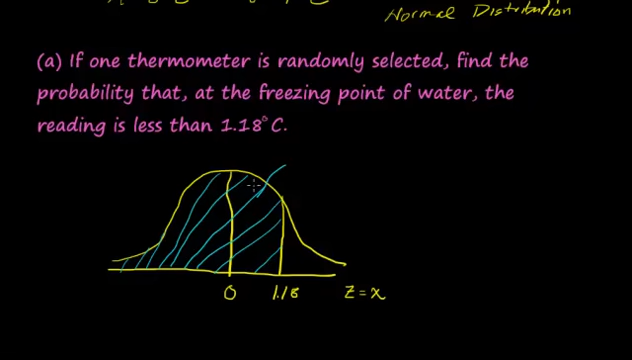 Normal Distribution
(a) If one thermometer is randomly selected, find the
probability that, at the freezing point of water, the
reading is less than 1.18° C.
0 1.18 z = x